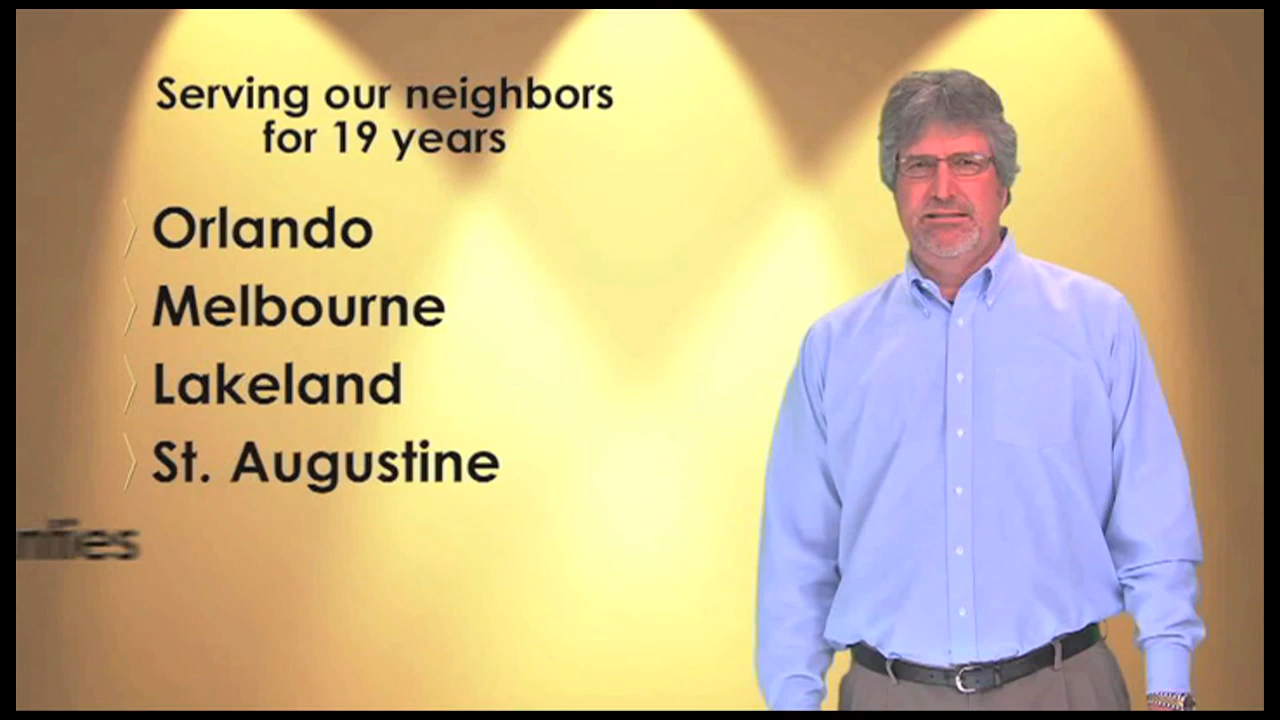 Serving our neighbors
for 19 years
Orlando
Melbourne
Lakeland
St. Augustine